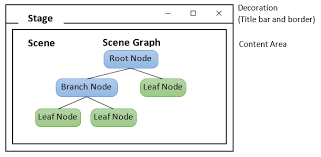 Decoration
(Title bar and border)
Stage
Content Area
Scene
Scene Graph
Root Node
Branch Node
Leaf Node
Leaf Node
Leaf Node